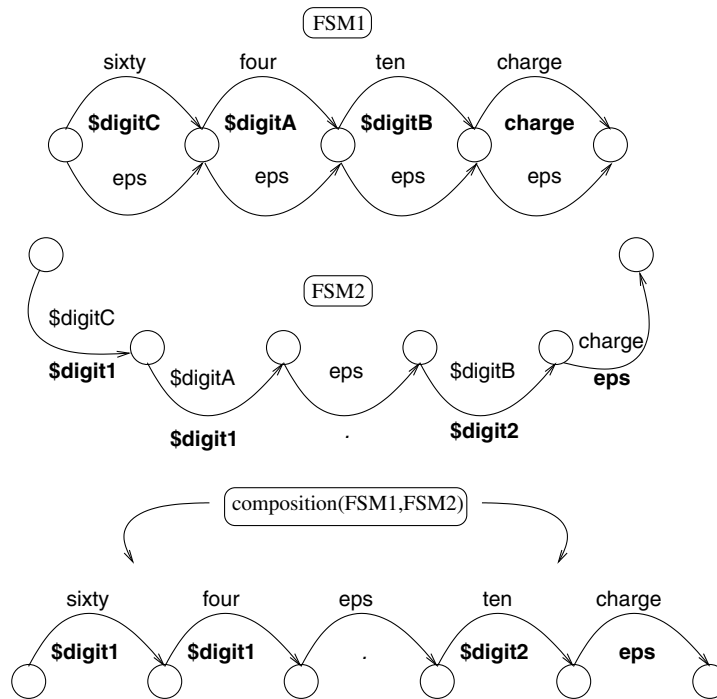 FSM1
sixty four ten charge
$digitC $digitA $digitB charge
eps eps eps eps
FSM2
$digitC
charge
$digit1 $digitA eps $digitB eps
$digit1 . $digit2
composition(FSM1,FSM2)
sixty four eps ten charge
$digit1 $digit1 . $digit2 eps